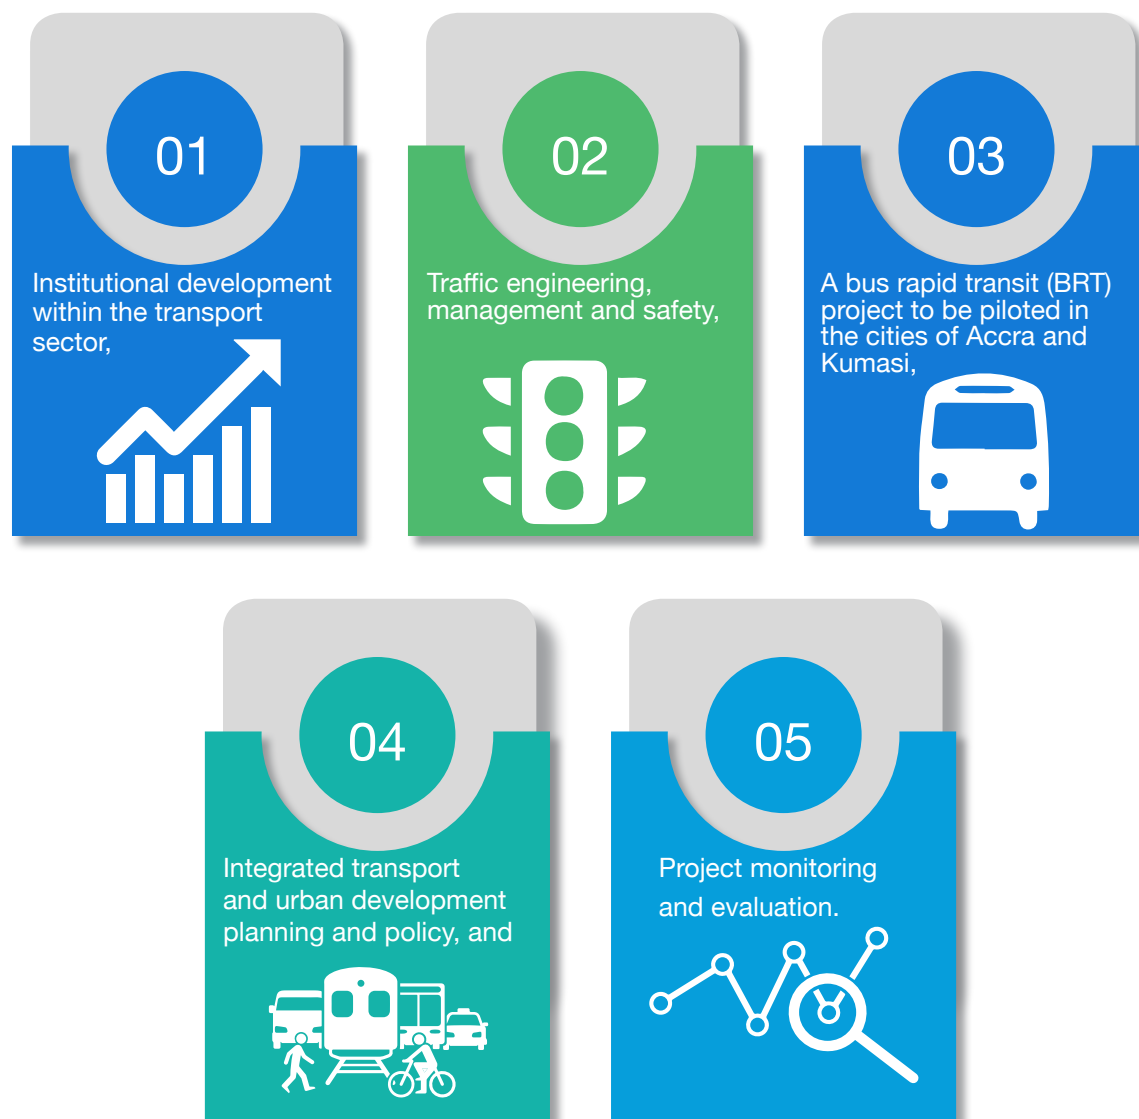 01
Institutional development
within the transport
sector,
02
Traffic engineering,
management and safety,
03
A bus rapid transit (BRT)
project to be piloted in
the cities of Accra and
Kumasi,
04
Integrated transport
and urban development
planning and policy, and
05
Project monitoring
and evaluation.